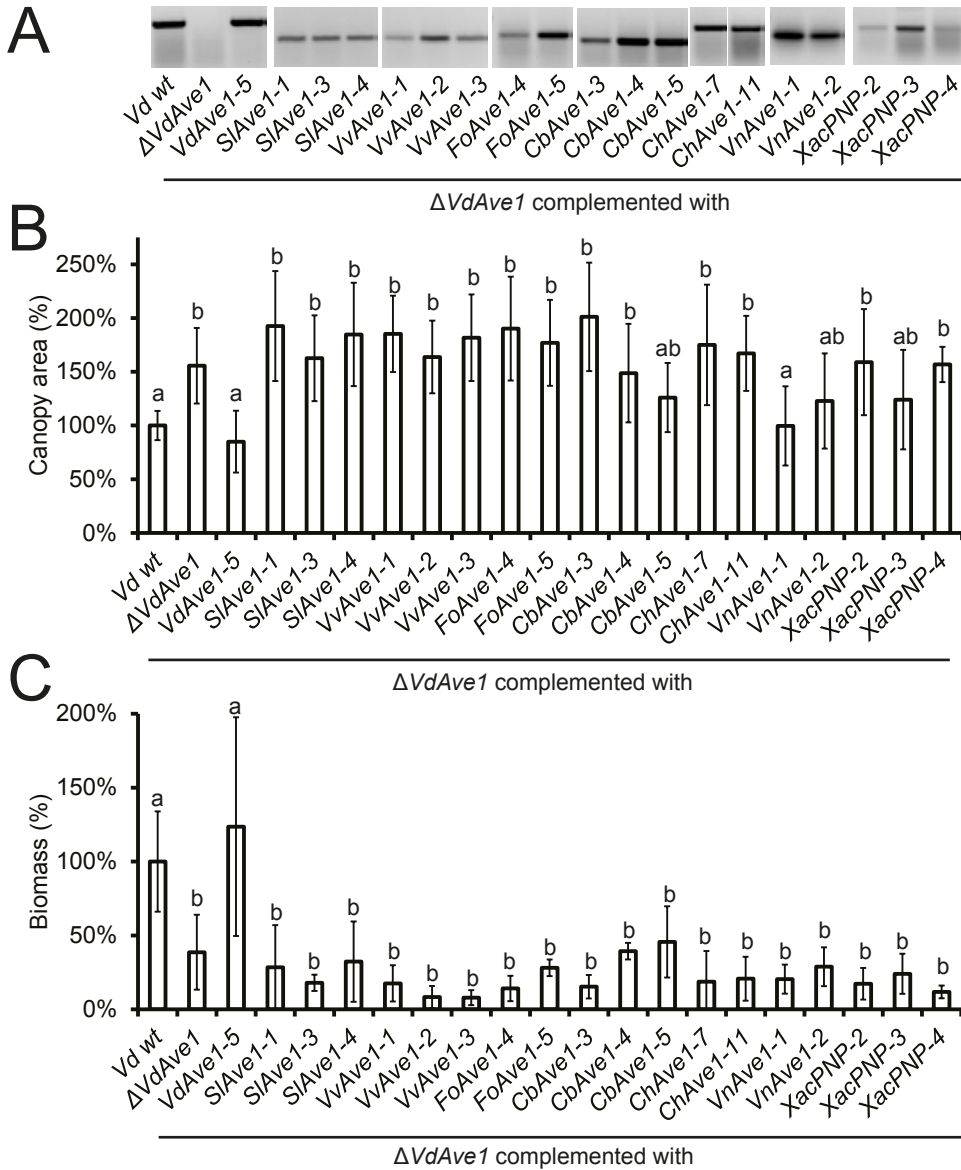 A
Vd wt
ΔVdAve1
VdAve1-5
SlAve1-1
SlAve1-3
SlAve1-4
VvAve1-1
VvAve1-2
VvAve1-3
FoAve1-4
FoAve1-5
CbAve1-3
CbAve1-4
CbAve1-5
ChAve1-7
ChAve1-11
VnAve1-1
VnAve1-2
XacPNP-2
XacPNP-3
XacPNP-4
ΔVdAve1 complemented with
B
Canopy area (%)
250%
200%
150%
100%
50%
0%
a b a b b b b b b b b b b ab b b a ab b ab b
Vd wt
ΔVdAve1
VdAve1-5
SlAve1-1
SlAve1-3
SlAve1-4
VvAve1-1
VvAve1-2
VvAve1-3
FoAve1-4
FoAve1-5
CbAve1-3
CbAve1-4
CbAve1-5
ChAve1-7
ChAve1-11
VnAve1-1
VnAve1-2
XacPNP-2
XacPNP-3
XacPNP-4
ΔVdAve1 complemented with
C
Biomass (%)
200%
150%
100%
50%
0%
a b a b b b b b b b b b b b b b b b b b b
Vd wt
ΔVdAve1
VdAve1-5
SlAve1-1
SlAve1-3
SlAve1-4
VvAve1-1
VvAve1-2
VvAve1-3
FoAve1-4
FoAve1-5
CbAve1-3
CbAve1-4
CbAve1-5
ChAve1-7
ChAve1-11
VnAve1-1
VnAve1-2
XacPNP-2
XacPNP-3
XacPNP-4
ΔVdAve1 complemented with